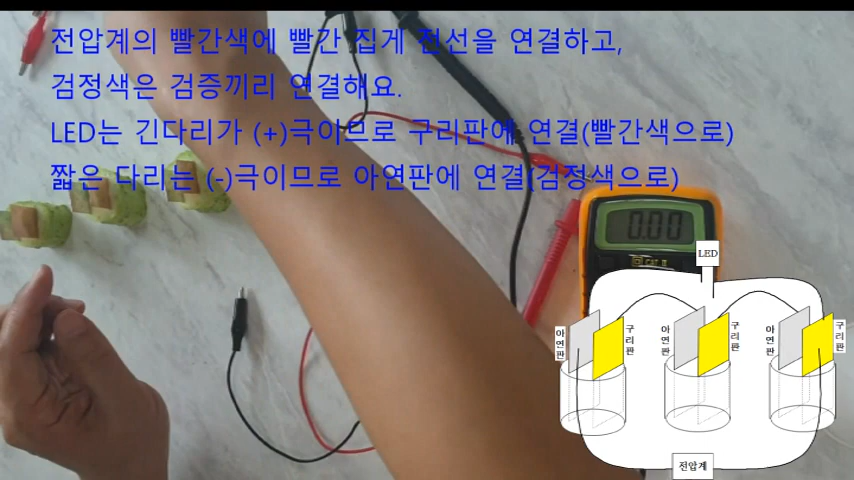 전압계의 빨간색에 빨간 집게 전선을 연결하고,
검정색은 검증끼리 연결해요.
LED는 긴다리가 (+)극이므로 구리판에 연결(빨간색으로)
짧은 다리는 (-)극이므로 아연판에 연결(검정색으로)
0.00
CAT. II
LED
아연판
구리판
아연판
구리판
아연판
구리판
전압계